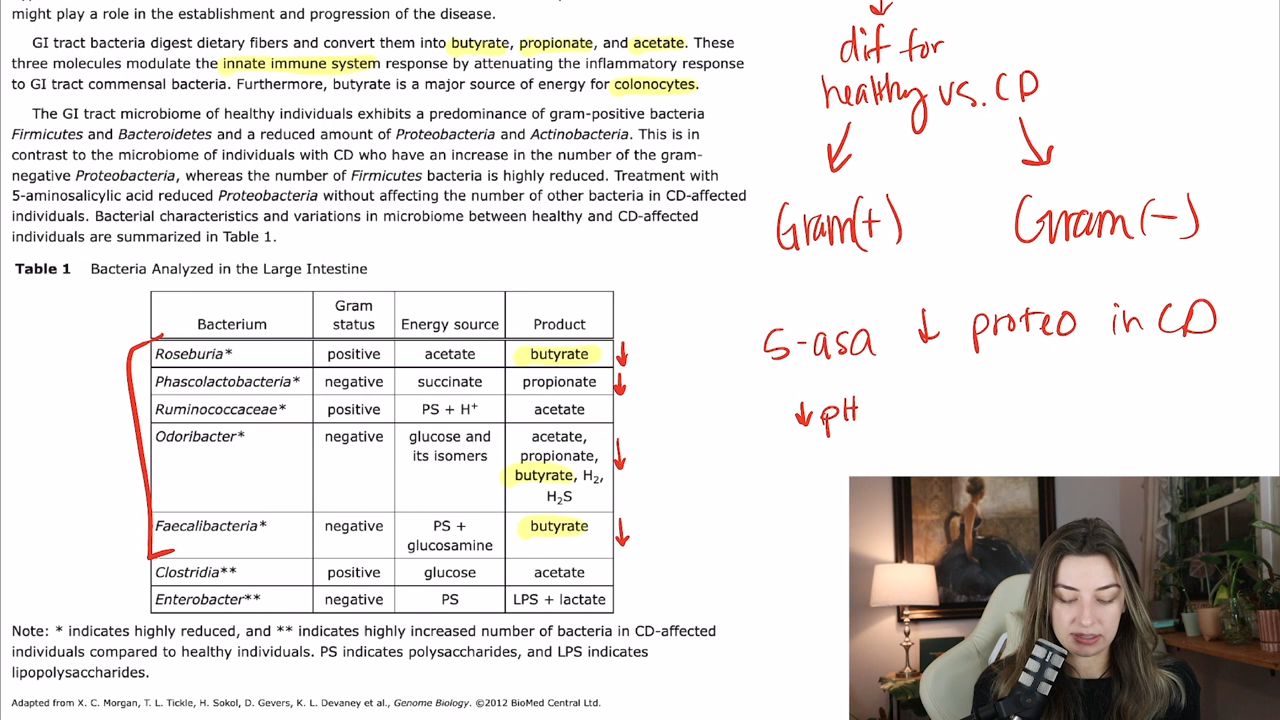 might play a role in the establishment and progression of the disease.
GI tract bacteria digest dietary fibers and convert them into butyrate, propionate, and acetate. These
three molecules modulate the innate immune system response by attenuating the inflammatory response
to GI tract commensal bacteria. Furthermore, butyrate is a major source of energy for colonocytes.
The GI tract microbiome of healthy individuals exhibits a predominance of gram-positive bacteria
Firmicutes and Bacteroidetes and a reduced amount of Proteobacteria and Actinobacteria. This is in
contrast to the microbiome of individuals with CD who have an increase in the number of the gram-
negative Proteobacteria, whereas the number of Firmicutes bacteria is highly reduced. Treatment with
5-aminosalicylic acid reduced Proteobacteria without affecting the number of other bacteria in CD-affected
individuals. Bacterial characteristics and variations in microbiome between healthy and CD-affected
individuals are summarized in Table 1.
Table 1 Bacteria Analyzed in the Large Intestine
Bacterium Gram status Energy source Product
Roseburia* positive acetate butyrate ↓
Phascolactobacteria* negative succinate propionate ↓
Ruminococcaceae* positive PS + H⁺ acetate
Odoribacter* negative glucose and its isomers acetate, propionate, butyrate, H₂, H₂S ↓
Faecalibacteria* negative PS + glucosamine butyrate ↓
Clostridia** positive glucose acetate
Enterobacter** negative PS LPS + lactate
Note: * indicates highly reduced, and ** indicates highly increased number of bacteria in CD-affected
individuals compared to healthy individuals. PS indicates polysaccharides, and LPS indicates
lipopolysaccharides.
Adapted from X. C. Morgan, T. L. Tickle, H. Sokol, D. Gevers, K. L. Devaney et al., Genome Biology. ©2012 BioMed Central Ltd.
dif for
healthy vs. CD
Gram(+) Gram(-)
5-asa ↓ proteo in CD
↓ pH